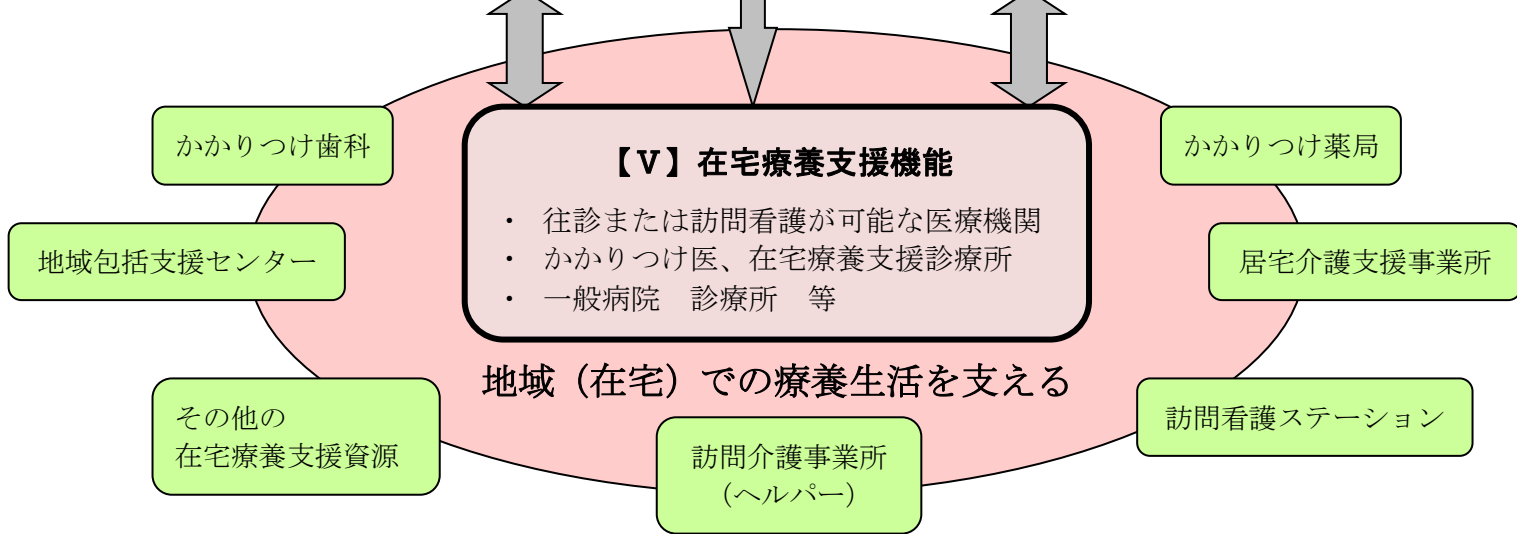 かかりつけ歯科
かかりつけ薬局
【Ⅴ】在宅療養支援機能
・ 往診または訪問看護が可能な医療機関
・ かかりつけ医、在宅療養支援診療所
・ 一般病院　診療所　等
地域包括支援センター
居宅介護支援事業所
地域（在宅）での療養生活を支える
その他の
在宅療養支援資源
訪問介護事業所
（ヘルパー）
訪問看護ステーション